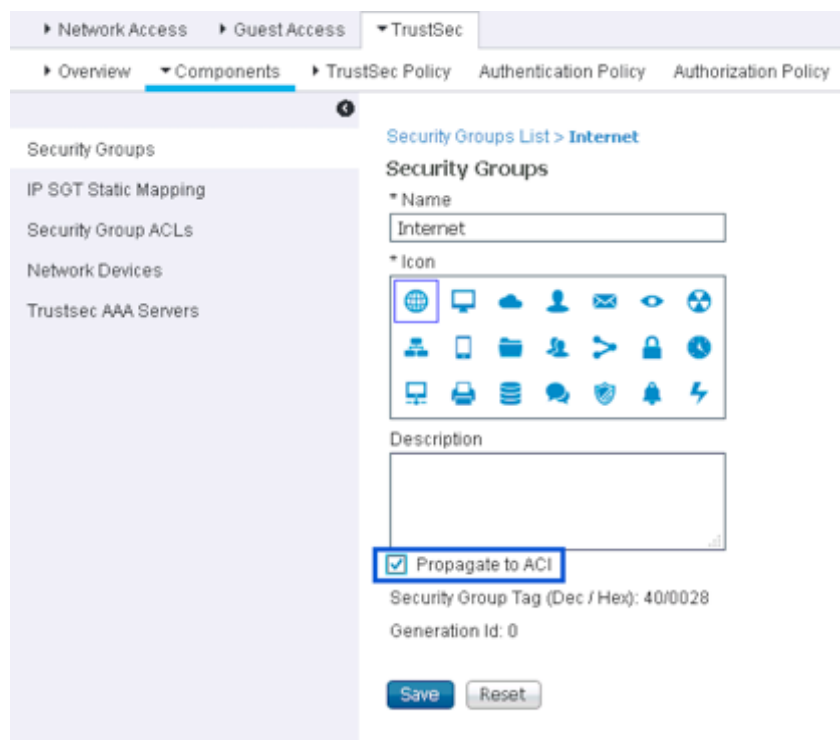 Network Access Guest Access TrustSec
Overview Components TrustSec Policy Authentication Policy Authorization Policy
Security Groups
IP SGT Static Mapping
Security Group ACLs
Network Devices
Trustsec AAA Servers
Security Groups List > Internet
Security Groups
* Name
Internet
* Icon
Description
Propagate to ACI
Security Group Tag (Dec / Hex): 40/0028
Generation Id: 0
Save Reset